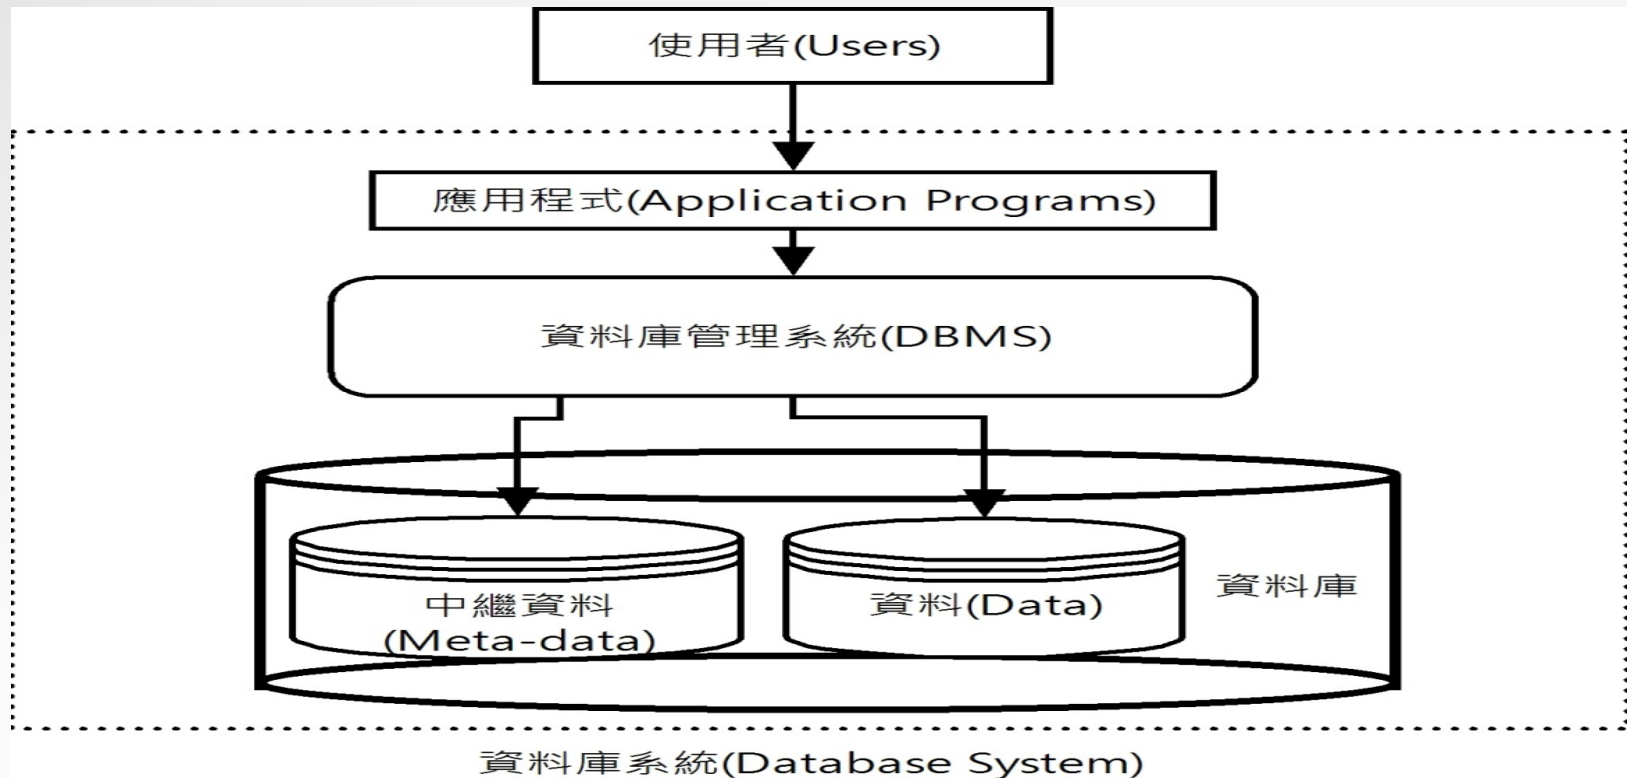 使用者(Users)
應用程式(Application Programs)
資料庫管理系統(DBMS)
中繼資料
(Meta-data)
資料(Data)
資料庫
資料庫系統(Database System)